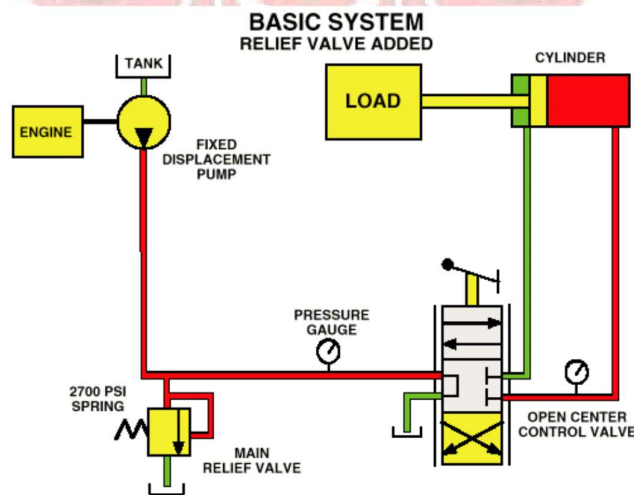 BASIC SYSTEM
RELIEF VALVE ADDED
TANK
CYLINDER
LOAD
ENGINE
FIXED
DISPLACEMENT
PUMP
PRESSURE
GAUGE
2700 PSI
SPRING
MAIN
RELIEF VALVE
OPEN CENTER
CONTROL VALVE